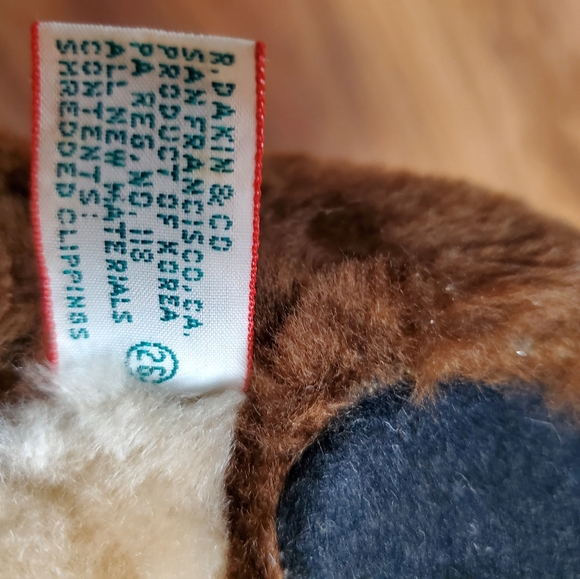 R. DAKIN & CO
SAN FRANCISCO, CA.
PRODUCT OF KOREA
PA REG. NO. 118
ALL NEW MATERIALS
CONTENTS:
SHREDDED CLIPPINGS
26